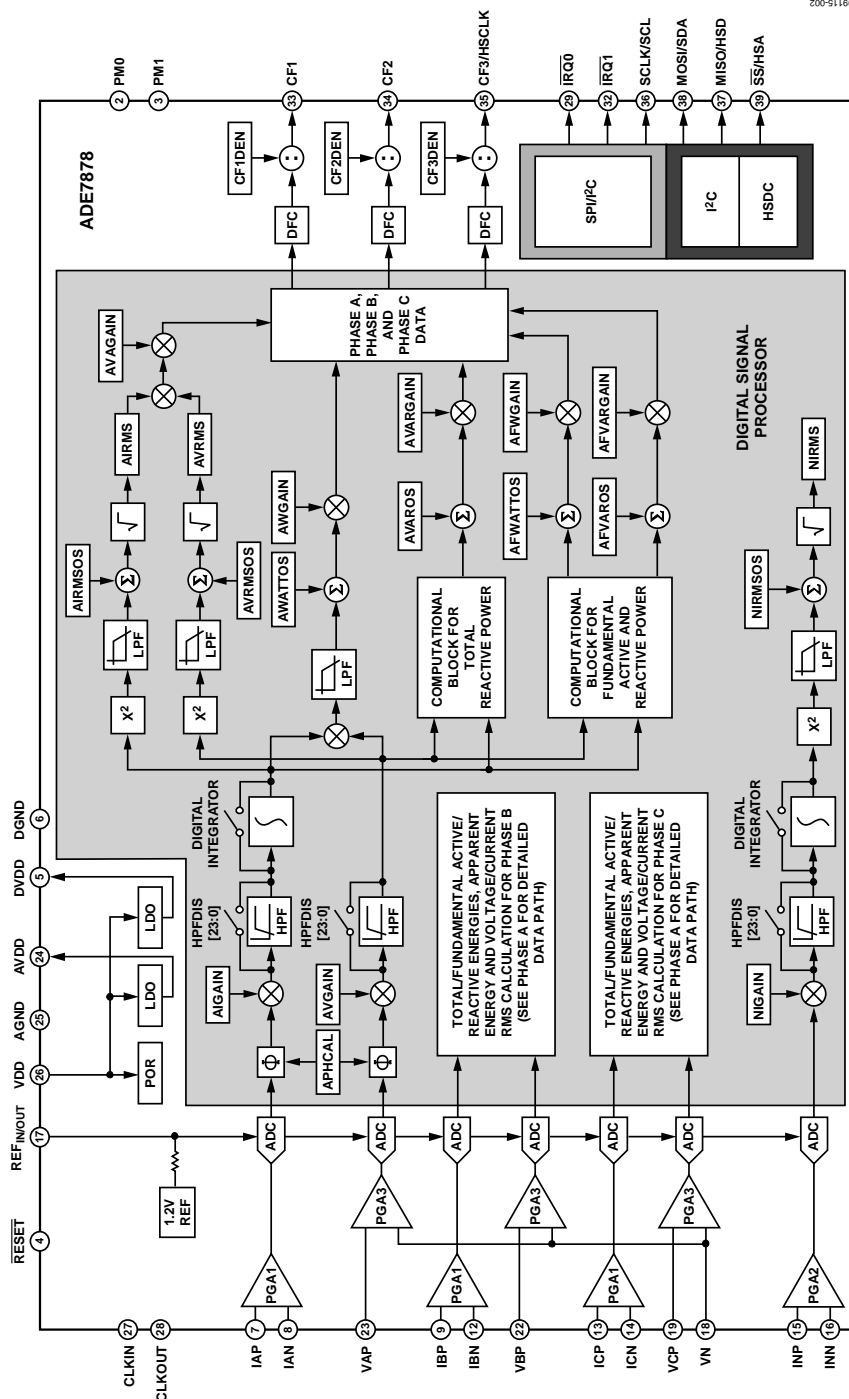 09115-002
RESET
4
REF IN/OUT
17
VDD
26
AGND
25
AVDD
24
DVDD
5
DGND
6
CLKIN
27
CLKOUT
28
1.2V
REF
POR
LDO
LDO
ADE7878
2
PM0
3
PM1
IAP
7
IAN
8
PGA1
ADC
VAP
23
PGA3
ADC
IBP
9
IBN
12
PGA1
ADC
VBP
22
PGA3
ADC
ICP
13
ICN
14
PGA1
ADC
VCP
19
VN
18
PGA3
ADC
INP
15
INN
16
PGA2
ADC
Φ
APHCAL
Φ
AIGAIN
HPFDIS
[23:0]
HPF
DIGITAL
INTEGRATOR
∫
AVGAIN
HPFDIS
[23:0]
HPF
TOTAL/FUNDAMENTAL ACTIVE/
REACTIVE ENERGIES, APPARENT
ENERGY AND VOLTAGE/CURRENT
RMS CALCULATION FOR PHASE B
(SEE PHASE A FOR DETAILED
DATA PATH)
TOTAL/FUNDAMENTAL ACTIVE/
REACTIVE ENERGIES, APPARENT
ENERGY AND VOLTAGE/CURRENT
RMS CALCULATION FOR PHASE C
(SEE PHASE A FOR DETAILED
DATA PATH)
NIGAIN
HPFDIS
[23:0]
HPF
DIGITAL
INTEGRATOR
∫
X²
LPF
AIRMSOS
Σ
√
AIRMS
X²
LPF
AVRMSOS
Σ
√
AVRMS
AVAGAIN
LPF
AWATTOS
Σ
AWGAIN
COMPUTATIONAL
BLOCK FOR
TOTAL
REACTIVE POWER
AVAROS
Σ
AVARGAIN
COMPUTATIONAL
BLOCK FOR
FUNDAMENTAL
ACTIVE AND
REACTIVE POWER
AFWATTOS
Σ
AFWGAIN
AFVAROS
Σ
AFVARGAIN
X²
LPF
NIRMSOS
Σ
√
NIRMS
DIGITAL SIGNAL
PROCESSOR
PHASE A,
PHASE B,
AND
PHASE C
DATA
DFC
CF1DEN
:
33
CF1
DFC
CF2DEN
:
34
CF2
DFC
CF3DEN
:
35
CF3/HSCLK
SPI/I²C
I²C
HSDC
29
IRQ0
32
IRQ1
36
SCLK/SCL
38
MOSI/SDA
37
MISO/HSD
39
SS/HSA